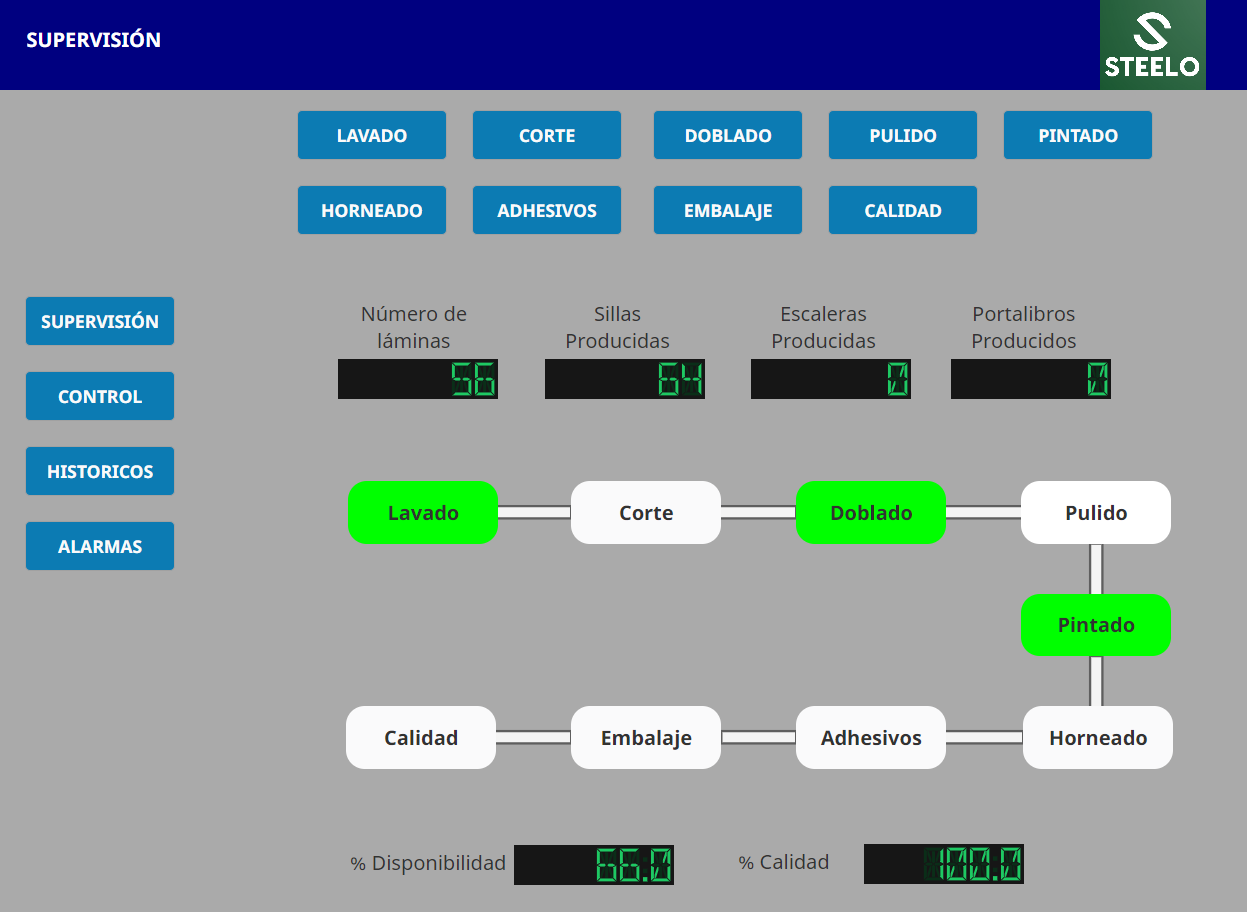 SUPERVISIÓN
STEELO
LAVADO
CORTE
DOBLADO
PULIDO
PINTADO
HORNEADO
ADHESIVOS
EMBALAJE
CALIDAD
SUPERVISIÓN
CONTROL
HISTORICOS
ALARMAS
Número de
láminas
56
Sillas
Producidas
64
Escaleras
Producidas
0
Portalibros
Producidos
0
Lavado
Corte
Doblado
Pulido
Pintado
Calidad
Embalaje
Adhesivos
Horneado
% Disponibilidad
66.0
% Calidad
100.0